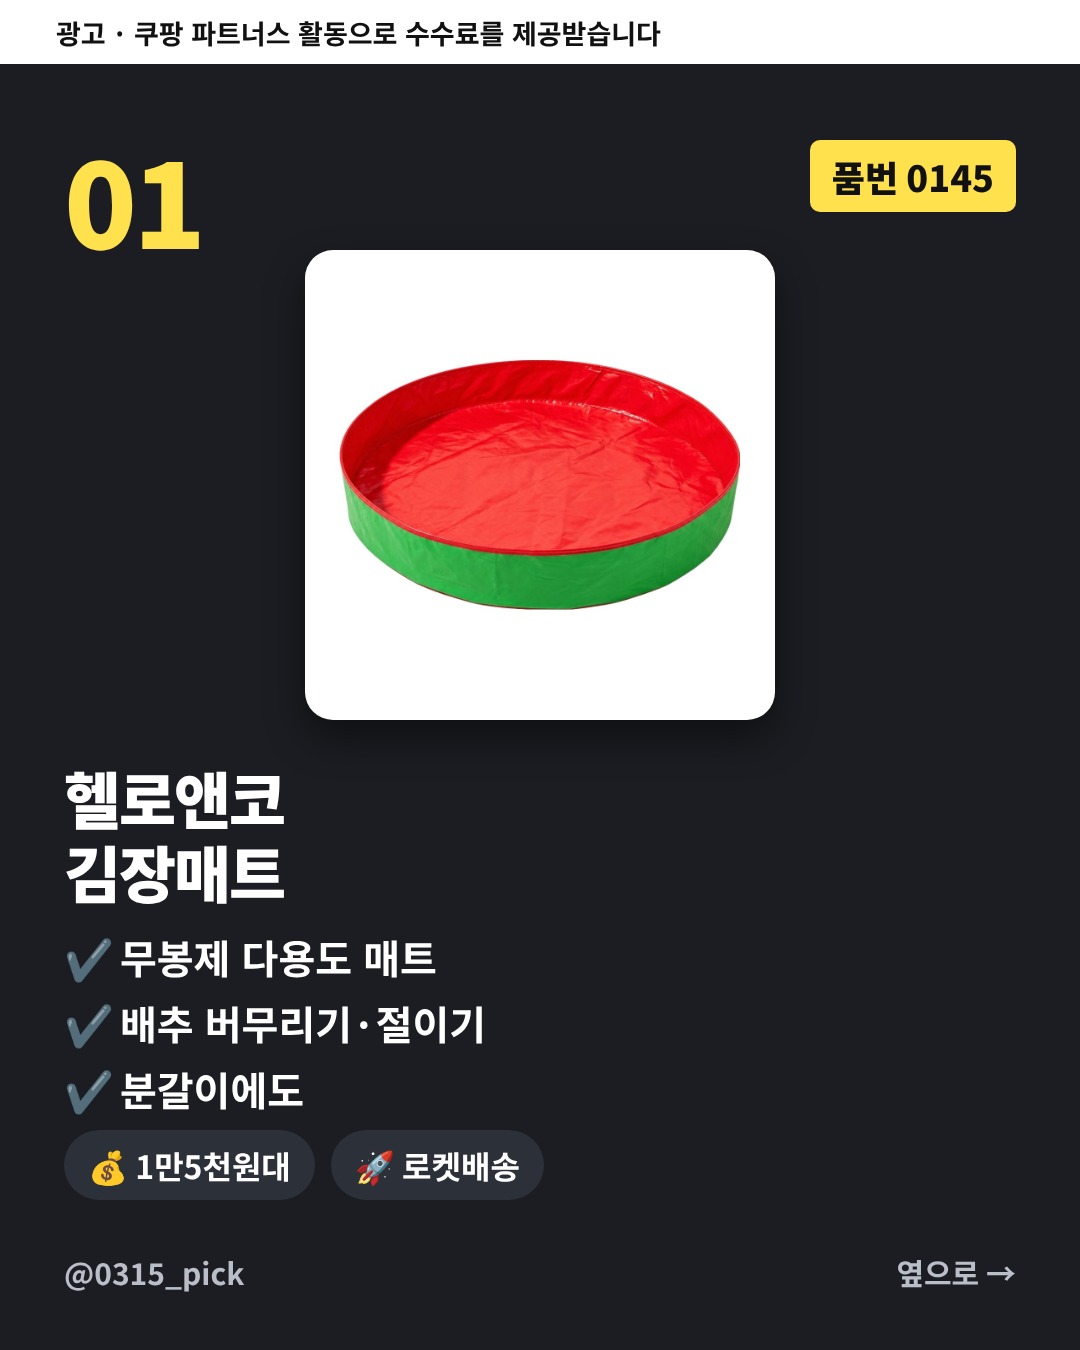 광고 · 쿠팡 파트너스 활동으로 수수료를 제공받습니다
01
품번 0145
헬로앤코
김장매트
✔️ 무봉제 다용도 매트
✔️ 배추 버무리기·절이기
✔️ 분갈이에도
💰 1만5천원대
🚀 로켓배송
@0315_pick
옆으로 →